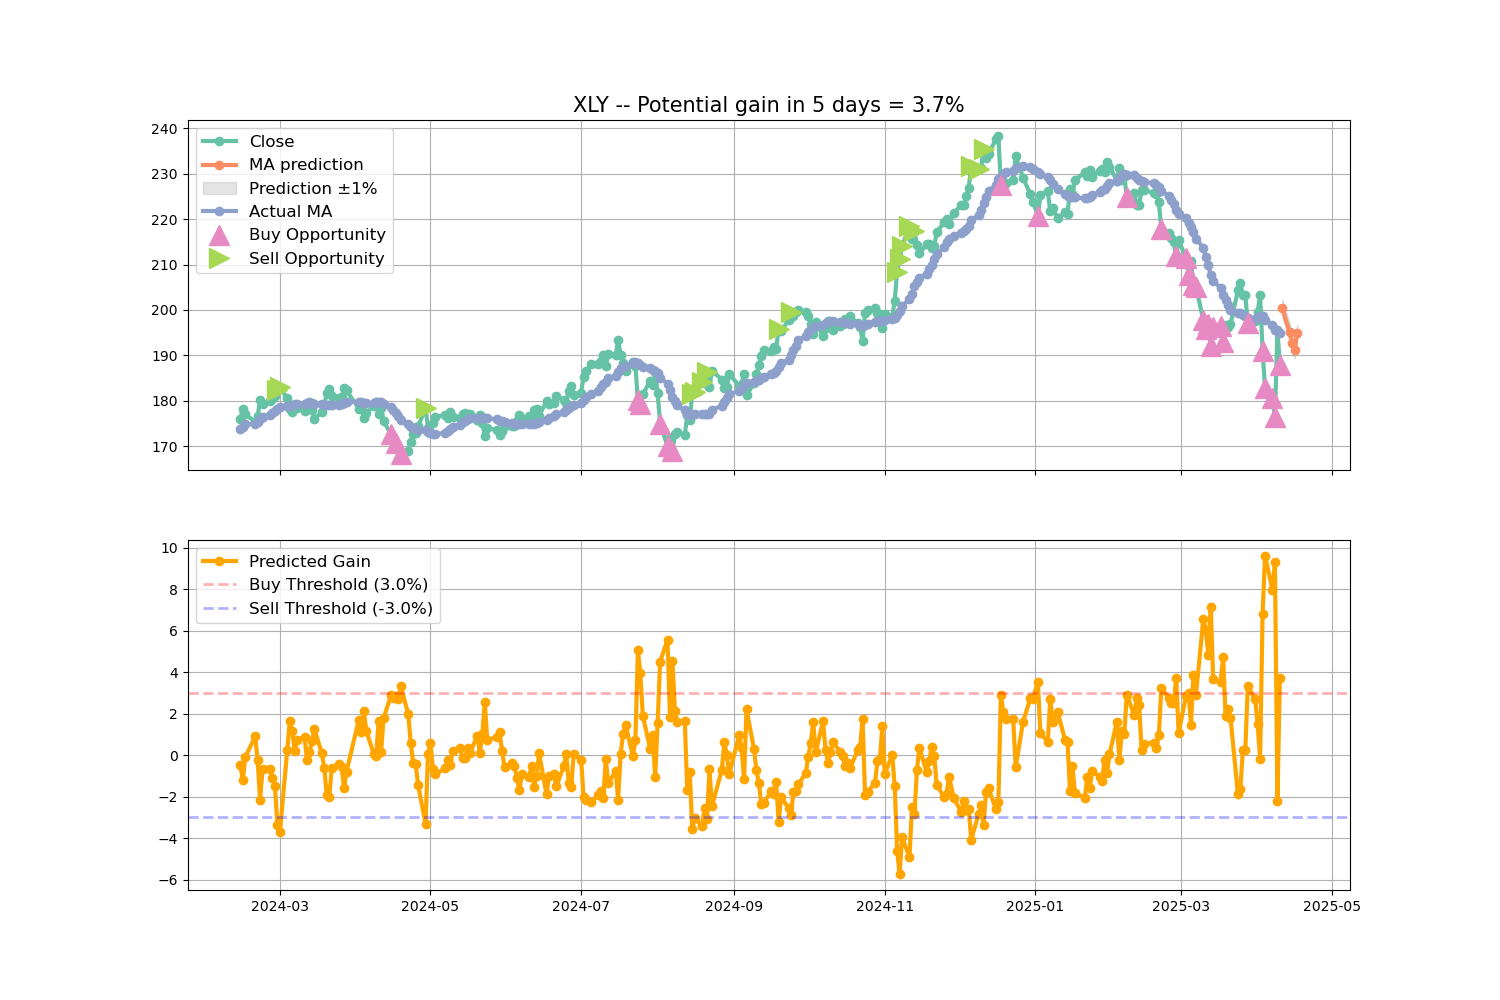 XLY -- Potential gain in 5 days = 3.7%
240
230
220
210
200
190
180
170
Close
MA prediction
Prediction ±1%
Actual MA
Buy Opportunity
Sell Opportunity
10
8
6
4
2
0
−2
−4
−6
Predicted Gain
Buy Threshold (3.0%)
Sell Threshold (-3.0%)
2024-03 2024-05 2024-07 2024-09 2024-11 2025-01 2025-03 2025-05